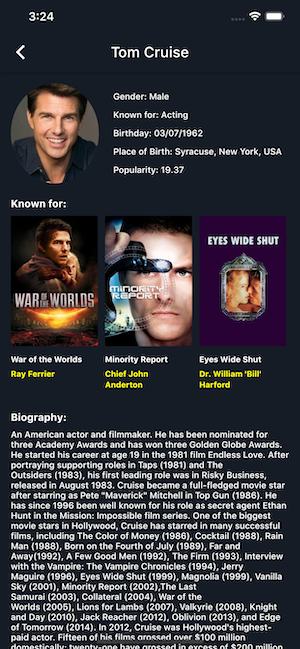 3:24
Tom Cruise
Gender: Male
Known for: Acting
Birthday: 03/07/1962
Place of Birth: Syracuse, New York, USA
Popularity: 19.37
Known for:
WAR OF THE WORLDS
MINORITY
REPORT
EYES WIDE SHUT
War of the Worlds
Minority Report
Eyes Wide Shut
Ray Ferrier
Chief John
Anderton
Dr. William 'Bill'
Harford
Biography:
An American actor and filmmaker. He has been nominated for
three Academy Awards and has won three Golden Globe Awards.
He started his career at age 19 in the 1981 film Endless Love. After
portraying supporting roles in Taps (1981) and The
Outsiders (1983), his first leading role was in Risky Business,
released in August 1983. Cruise became a full-fledged movie star
after starring as Pete "Maverick" Mitchell in Top Gun (1986). He
has since 1996 been well known for his role as secret agent Ethan
Hunt in the Mission: Impossible film series. One of the biggest
movie stars in Hollywood, Cruise has starred in many successful
films, including The Color of Money (1986), Cocktail (1988), Rain
Man (1988), Born on the Fourth of July (1989), Far and
Away(1992), A Few Good Men (1992), The Firm (1993), Interview
with the Vampire: The Vampire Chronicles (1994), Jerry
Maguire (1996), Eyes Wide Shut (1999), Magnolia (1999), Vanilla
Sky (2001), Minority Report (2002),The Last
Samurai (2003), Collateral (2004), War of the
Worlds (2005), Lions for Lambs (2007), Valkyrie (2008), Knight
and Day (2010), Jack Reacher (2012), Oblivion (2013), and Edge
of Tomorrow (2014). In 2012, Cruise was Hollywood's highest-
paid actor. Fifteen of his films grossed over $100 million
domestically; twenty-one have grossed in excess of $200 million